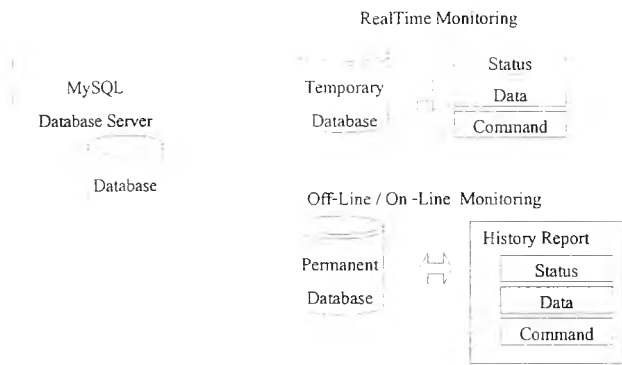 MySQL
Database Server
Database
RealTime Monitoring
Temporary
Database
Status
Data
Command
Off-Line / On -Line Monitoring
Permanent
Database
History Report
Status
Data
Command